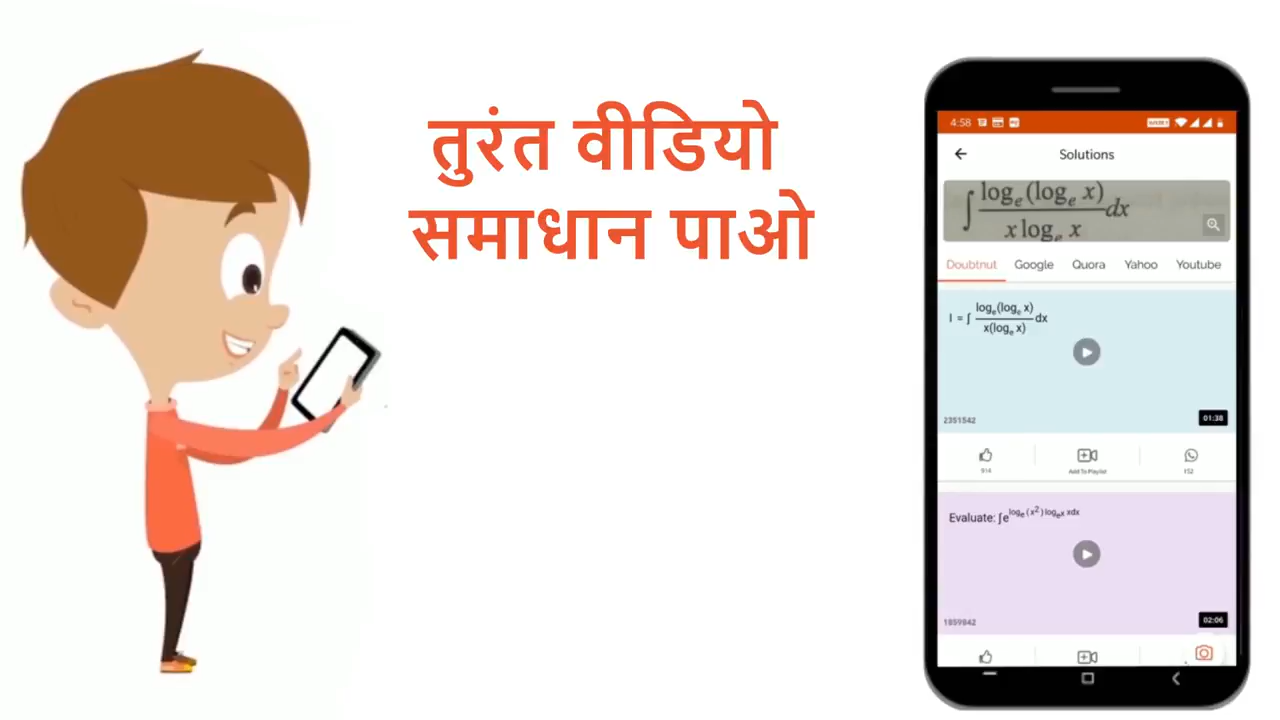 तुरंत वीडियो
समाधान पाओ
4:58
Solutions
∫ logₑ(logₑ x) / x logₑ x dx
Doubtnut Google Quora Yahoo Youtube
I = ∫ logₑ(logₑ x) / x(logₑ x) dx
2351542
01:38
914
Add To Playlist
152
Evaluate: ∫e^logₑ(x²)logₑx xdx
1859842
02:06